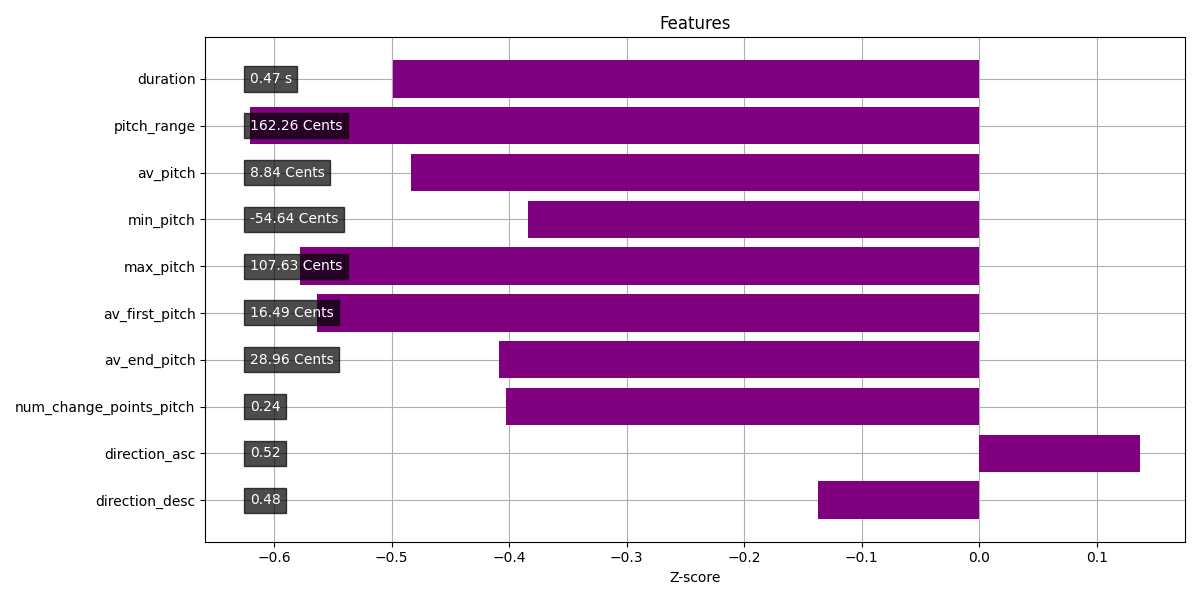 Features
duration 0.47 s
pitch_range 162.26 Cents
av_pitch 8.84 Cents
min_pitch -54.64 Cents
max_pitch 107.63 Cents
av_first_pitch 16.49 Cents
av_end_pitch 28.96 Cents
num_change_points_pitch 0.24
direction_asc 0.52
direction_desc 0.48
−0.6 −0.5 −0.4 −0.3 −0.2 −0.1 0.0 0.1
Z-score